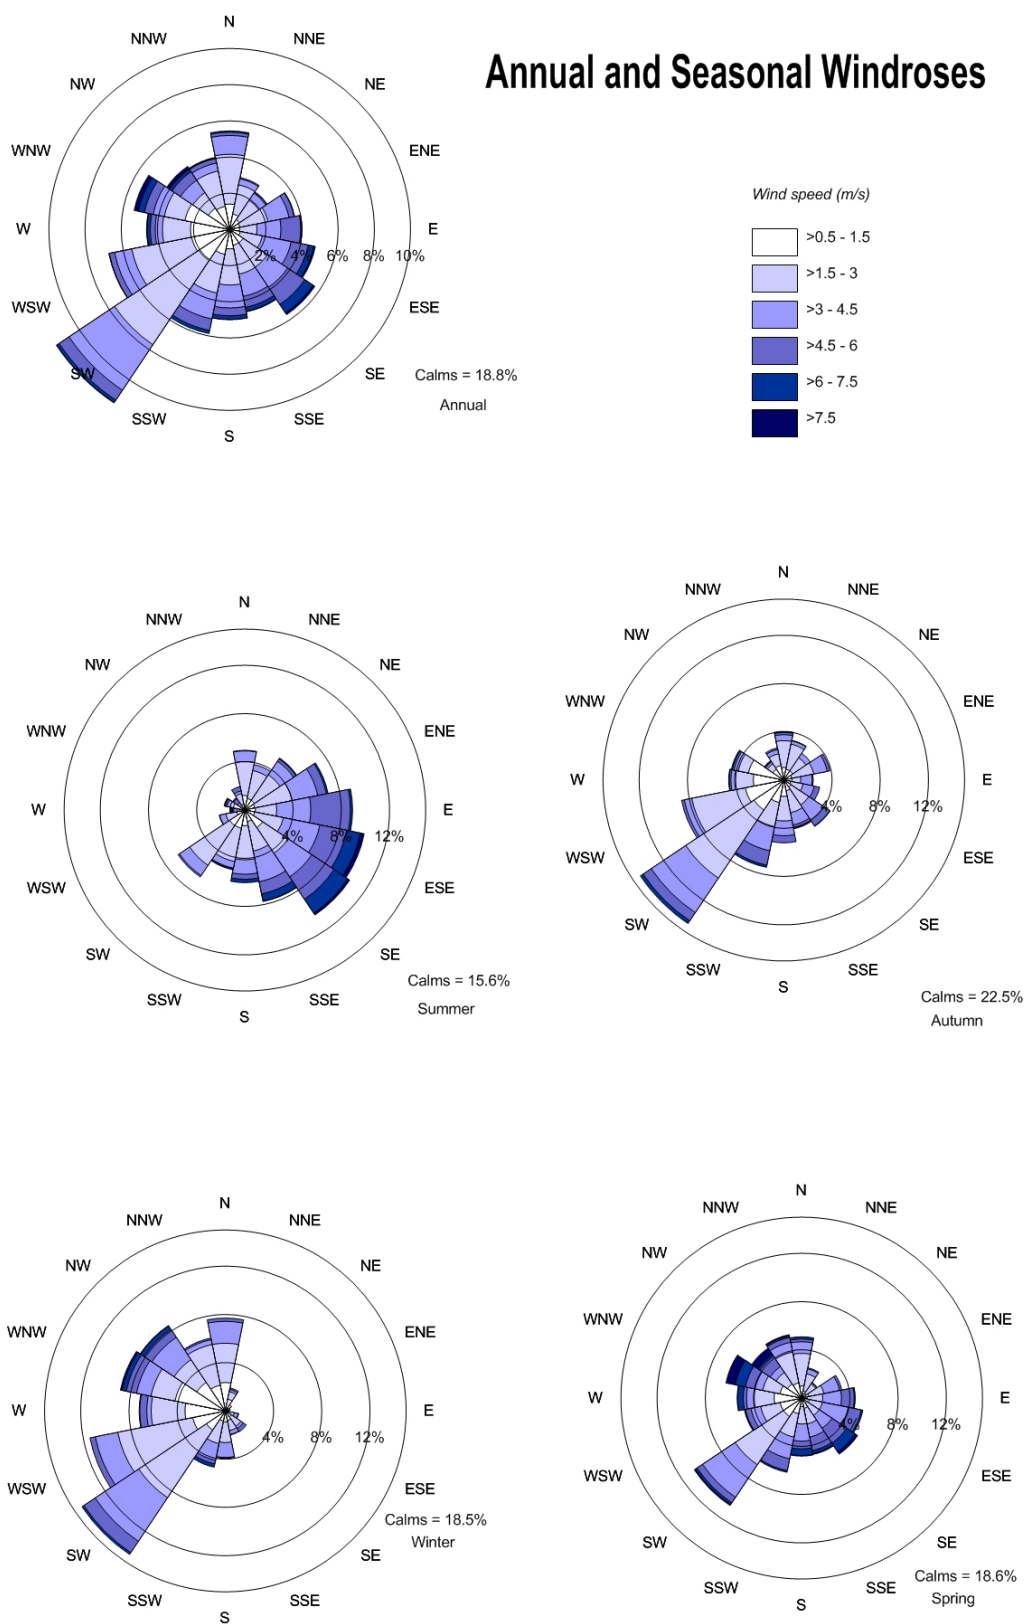 Annual and Seasonal Windroses
N
NNW
NNE
NW
NE
WNW
ENE
W
E
2% 4% 6% 8% 10%
WSW
ESE
SW
SE
SSW
SSE
S
Calms = 18.8%
Annual
Wind speed (m/s)
>0.5 - 1.5
>1.5 - 3
>3 - 4.5
>4.5 - 6
>6 - 7.5
>7.5
N
NNW
NNE
NW
NE
WNW
ENE
W
E
4% 8% 12%
WSW
ESE
SW
SE
SSW
SSE
S
Calms = 15.6%
Summer
N
NNW
NNE
NW
NE
WNW
ENE
W
E
4% 8% 12%
WSW
ESE
SW
SE
SSW
SSE
S
Calms = 22.5%
Autumn
N
NNW
NNE
NW
NE
WNW
ENE
W
E
4% 8% 12%
WSW
ESE
SW
SE
SSW
SSE
S
Calms = 18.5%
Winter
N
NNW
NNE
NW
NE
WNW
ENE
W
E
4% 8% 12%
WSW
ESE
SW
SE
SSW
SSE
S
Calms = 18.6%
Spring